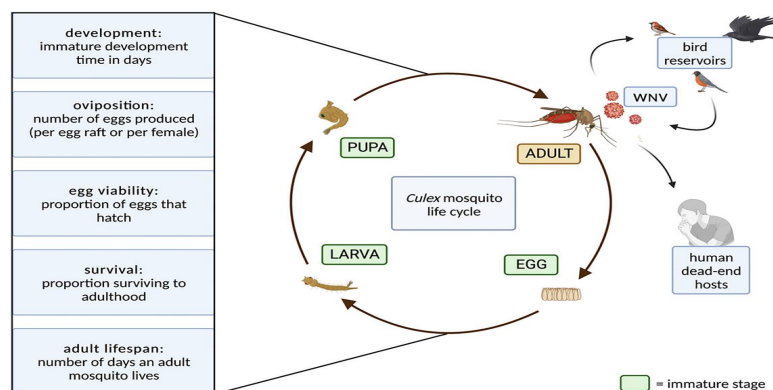 development:
immature development
time in days
oviposition:
number of eggs produced
(per egg raft or per female)
egg viability:
proportion of eggs that
hatch
survival:
proportion surviving to
adulthood
adult lifespan:
number of days an adult
mosquito lives
PUPA
LARVA
Culex mosquito
life cycle
ADULT
EGG
WNV
bird
reservoirs
human
dead-end
hosts
= immature stage